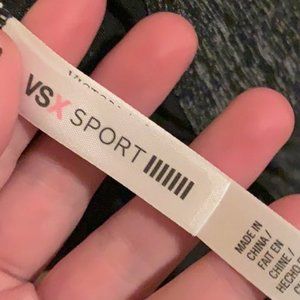 VSX SPORT
MADE IN
CHINA /
FAIT EN
CHINE /
HECHO